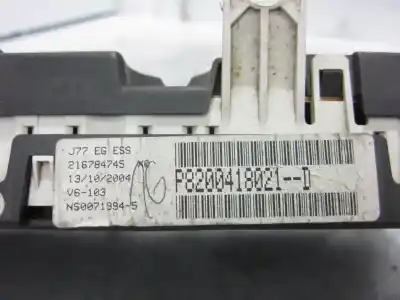 J77 EG ESS
216784745
13/10/2004
V6-103
NS0071994-5
P8200418021--D